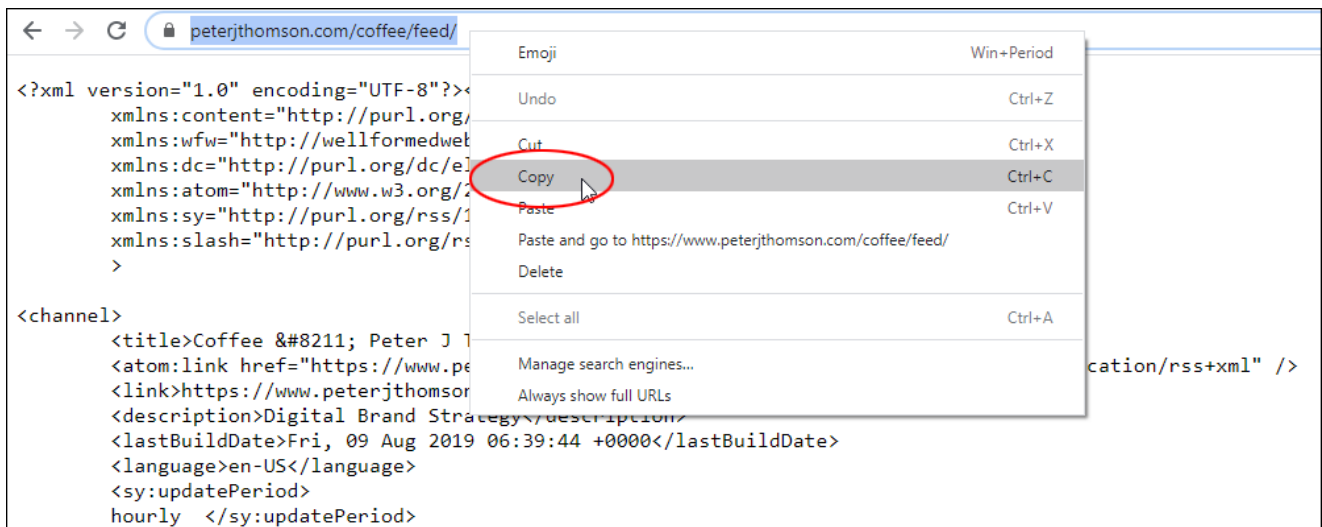 peterjthomson.com/coffee/feed/
Emoji Win+Period
Undo Ctrl+Z
Cut Ctrl+X
Copy Ctrl+C
Paste Ctrl+V
Paste and go to https://www.peterjthomson.com/coffee/feed/
Delete
Select all Ctrl+A
Manage search engines...
Always show full URLs
<?xml version="1.0" encoding="UTF-8"?><
xmlns:content="http://purl.org/
xmlns:wfw="http://wellformedweb
xmlns:dc="http://purl.org/dc/el
xmlns:atom="http://www.w3.org/2
xmlns:sy="http://purl.org/rss/1
xmlns:slash="http://purl.org/rs
>
<channel>
<title>Coffee &#8211; Peter J T
<atom:link href="https://www.pe cation/rss+xml" />
<link>https://www.peterjthomson
<description>Digital Brand Strategy</description>
<lastBuildDate>Fri, 09 Aug 2019 06:39:44 +0000</lastBuildDate>
<language>en-US</language>
<sy:updatePeriod>
hourly </sy:updatePeriod>